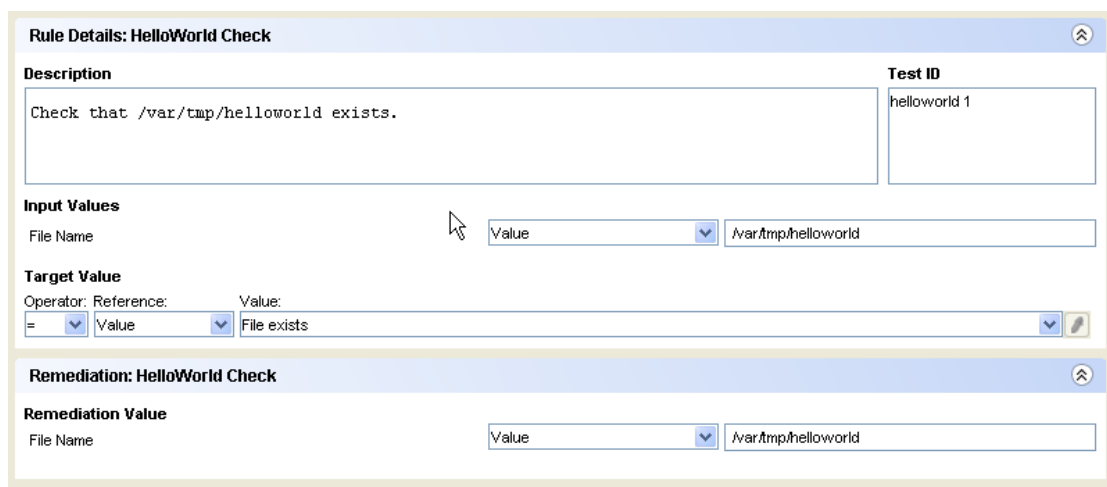 Rule Details: HelloWorld Check
Description
Test ID
Check that /var/tmp/helloworld exists.
helloworld 1
Input Values
File Name
Value
/var/tmp/helloworld
Target Value
Operator: Reference: Value:
= Value File exists
Remediation: HelloWorld Check
Remediation Value
File Name
Value
/var/tmp/helloworld